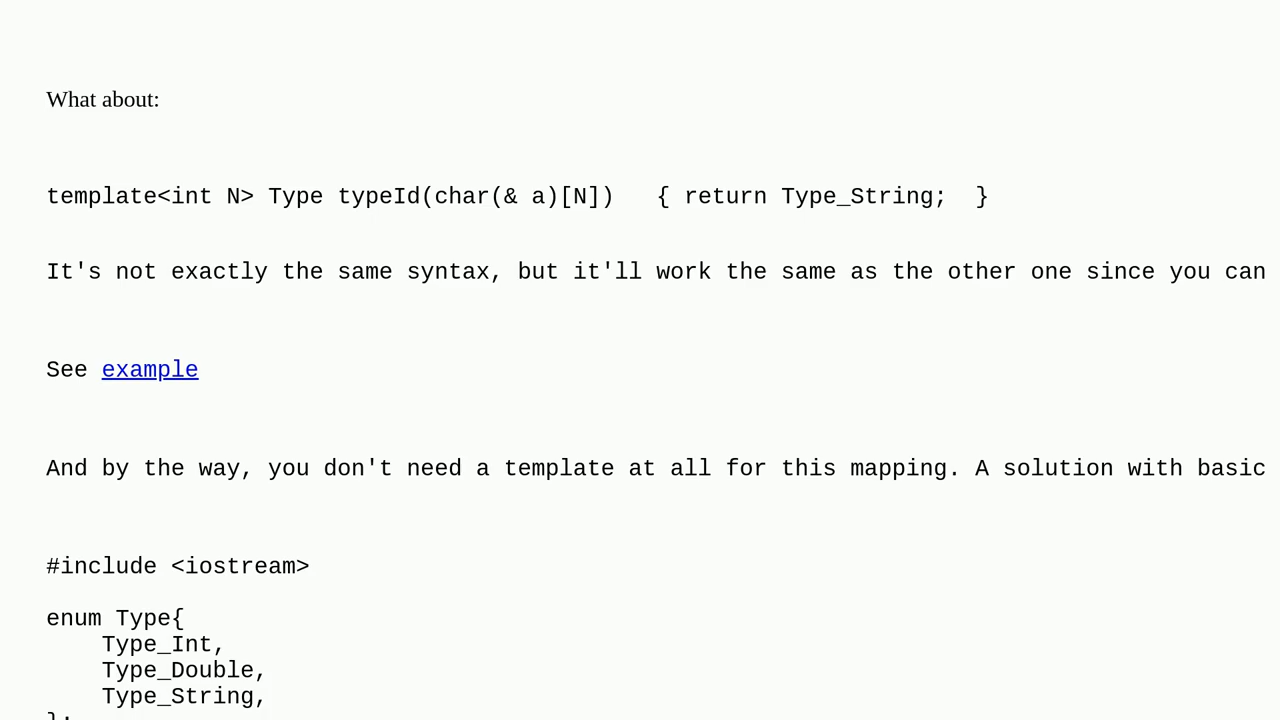 What about:
template<int N> Type typeId(char(& a)[N])   { return Type_String;  }
It's not exactly the same syntax, but it'll work the same as the other one since you can
See example
And by the way, you don't need a template at all for this mapping. A solution with basic
#include <iostream>
enum Type{
    Type_Int,
    Type_Double,
    Type_String,
};